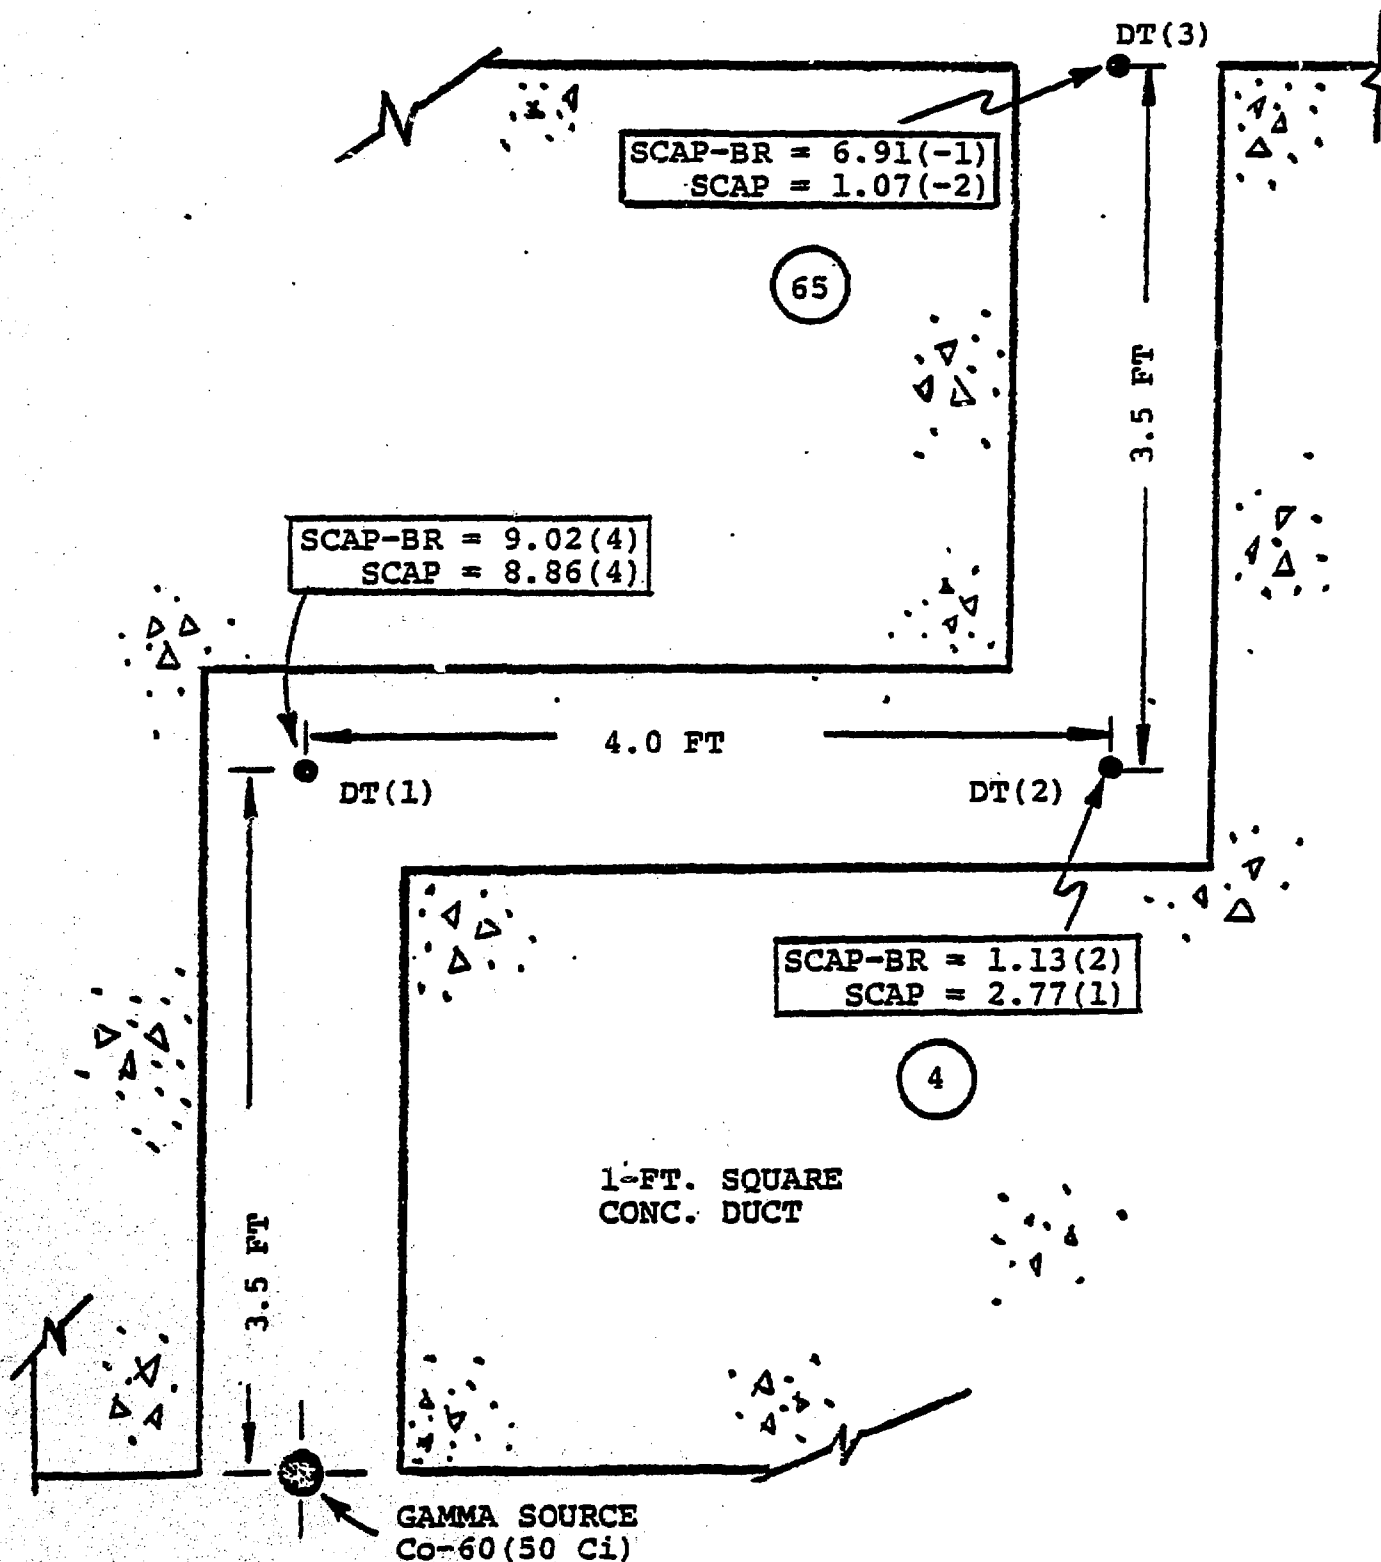 DT(3)
SCAP-BR = 6.91(-1)
SCAP = 1.07(-2)
65
3.5 FT
SCAP-BR = 9.02(4)
SCAP = 8.86(4)
4.0 FT
DT(1)
DT(2)
SCAP-BR = 1.13(2)
SCAP = 2.77(1)
4
1-FT. SQUARE
CONC. DUCT
3.5 FT
GAMMA SOURCE
Co-60(50 Ci)